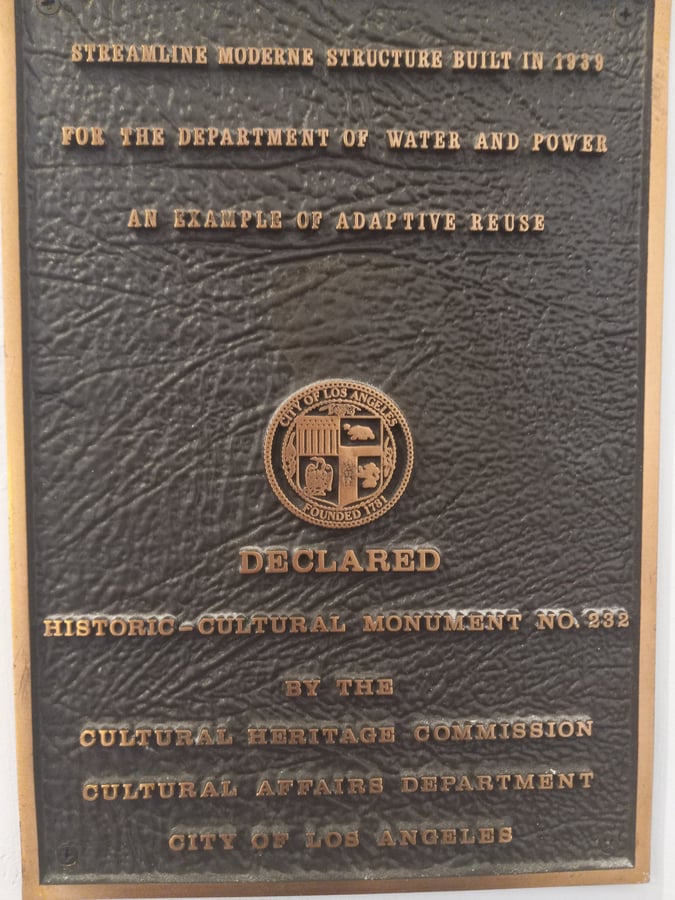 STREAMLINE MODERNE STRUCTURE BUILT IN 1939
FOR THE DEPARTMENT OF WATER AND POWER
AN EXAMPLE OF ADAPTIVE REUSE
CITY OF LOS ANGELES
FOUNDED 1781
DECLARED
HISTORIC-CULTURAL MONUMENT NO. 232
BY THE
CULTURAL HERITAGE COMMISSION
CULTURAL AFFAIRS DEPARTMENT
CITY OF LOS ANGELES